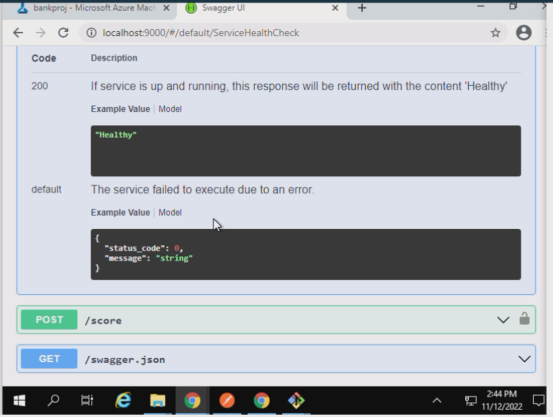 bankproj - Microsoft Azure Mac
Swagger UI
localhost:9000/#/default/ServiceHealthCheck
Code Description
200 If service is up and running, this response will be returned with the content 'Healthy'
Example Value Model
"Healthy"
default The service failed to execute due to an error.
Example Value Model
{
"status_code": 0,
"message": "string"
}
POST /score
GET /swagger.json
2:44 PM
11/12/2022